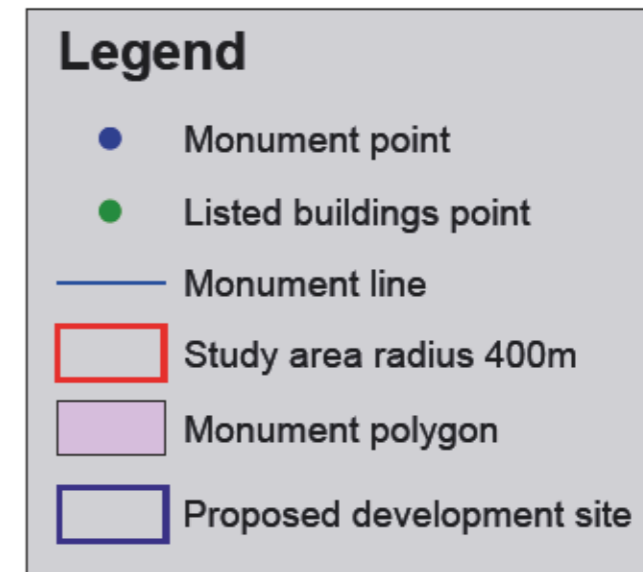 Legend
Monument point
Listed buildings point
Monument line
Study area radius 400m
Monument polygon
Proposed development site